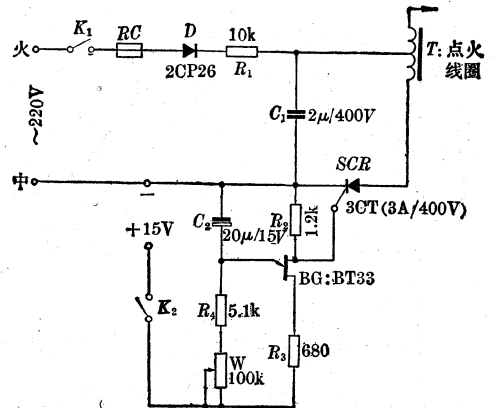 火
K₁
RC
D
2CP26
10k
R₁
T:点火
线圈
C₁
2μ/400V
~220V
中
−
SCR
3CT(3A/400V)
+15V
C₂
20μ/15V
R₂
1.2k
BG:BT33
K₂
R₄
5.1k
R₃
680
W
100k